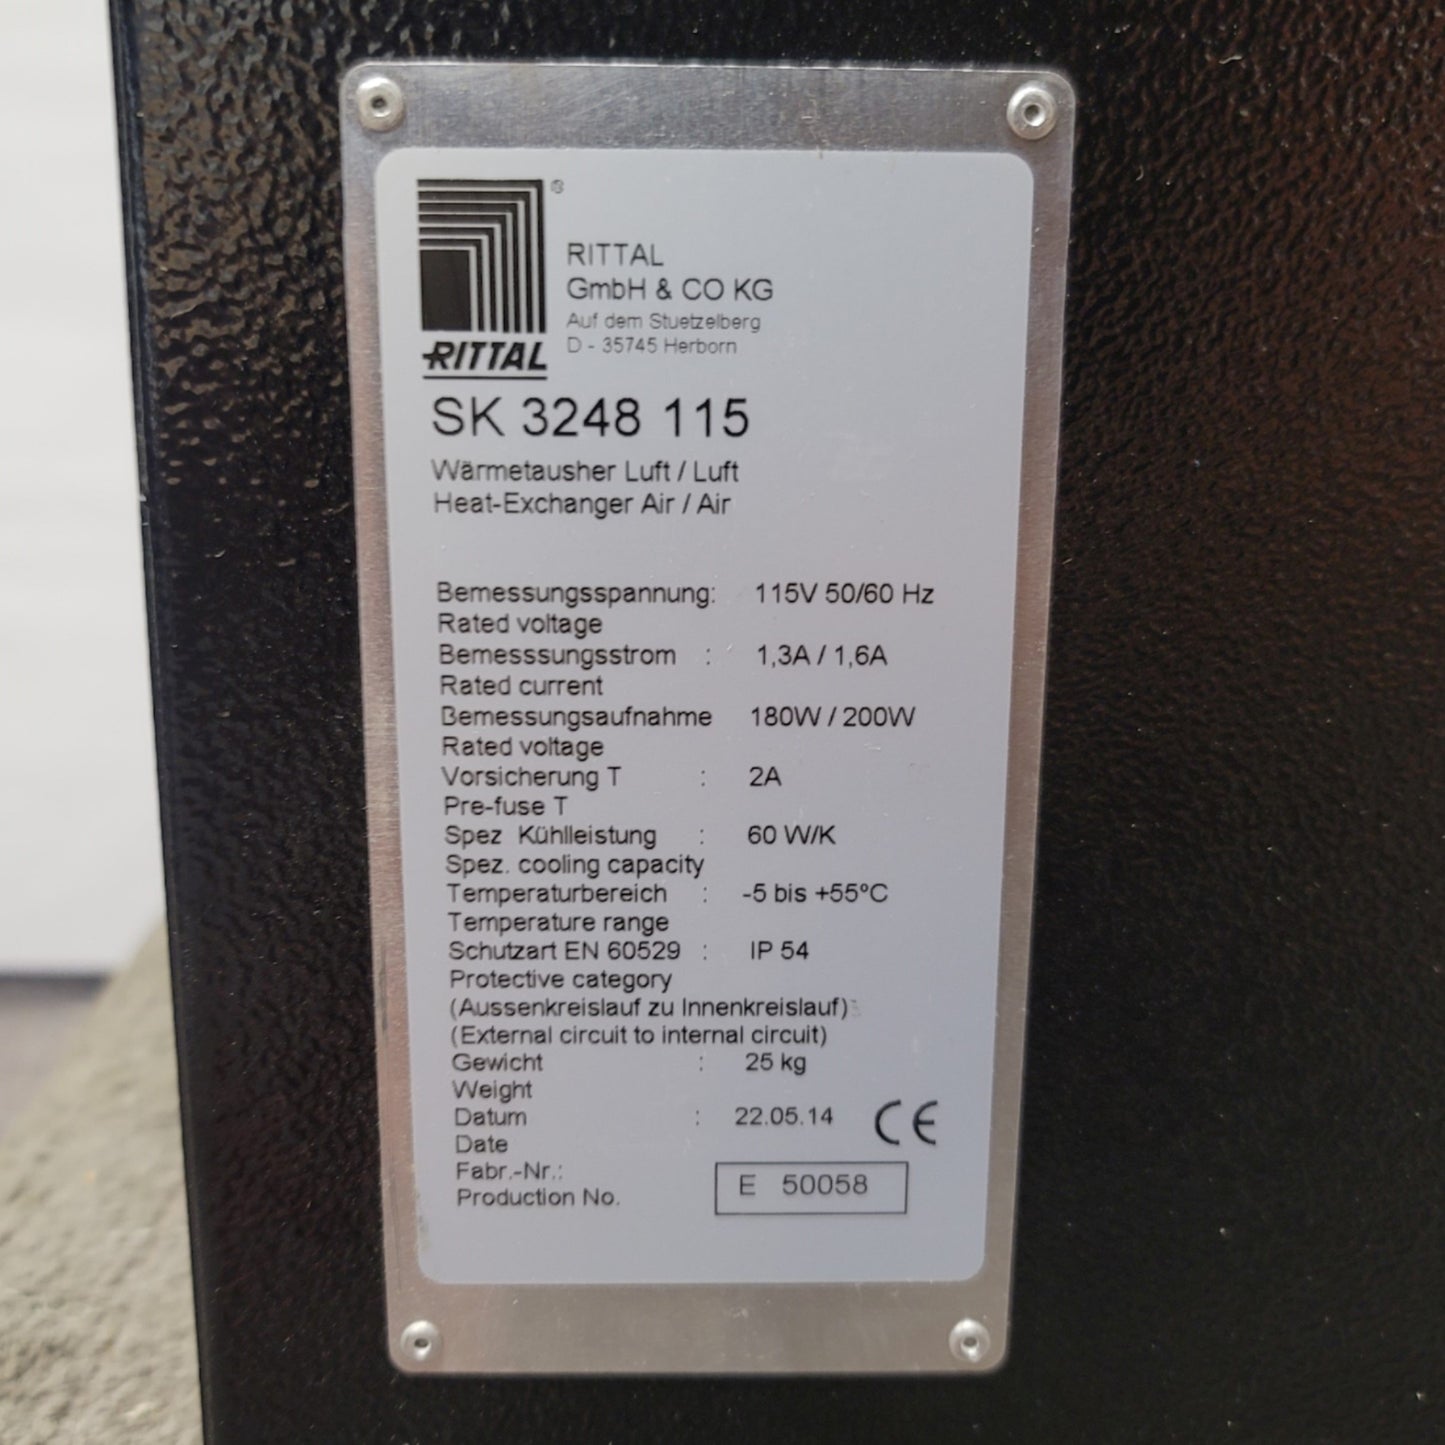 ®
RITTAL
RITTAL
GmbH & CO KG
Auf dem Stuetzelberg
D - 35745 Herborn
SK 3248 115
Wärmetausher Luft / Luft
Heat-Exchanger Air / Air
Bemessungsspannung: 115V 50/60 Hz
Rated voltage
Bemesssungsstrom : 1,3A / 1,6A
Rated current
Bemessungsaufnahme 180W / 200W
Rated voltage
Vorsicherung T : 2A
Pre-fuse T
Spez Kühlleistung : 60 W/K
Spez. cooling capacity
Temperaturbereich : -5 bis +55°C
Temperature range
Schutzart EN 60529 : IP 54
Protective category
(Aussenkreislauf zu Innenkreislauf)
(External circuit to internal circuit)
Gewicht : 25 kg
Weight
Datum : 22.05.14 CE
Date
Fabr.-Nr.:
Production No. E 50058